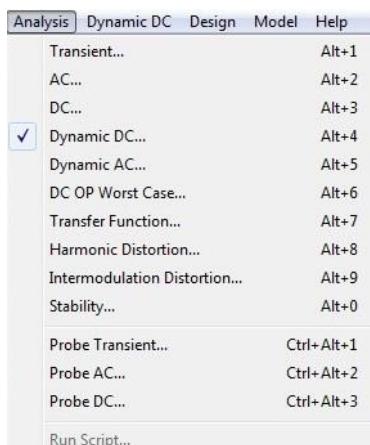 Analysis Dynamic DC Design Model Help
Transient... Alt+1
AC... Alt+2
DC... Alt+3
Dynamic DC... Alt+4
Dynamic AC... Alt+5
DC OP Worst Case... Alt+6
Transfer Function... Alt+7
Harmonic Distortion... Alt+8
Intermodulation Distortion... Alt+9
Stability... Alt+0
Probe Transient... Ctrl+Alt+1
Probe AC... Ctrl+Alt+2
Probe DC... Ctrl+Alt+3
Run Script...